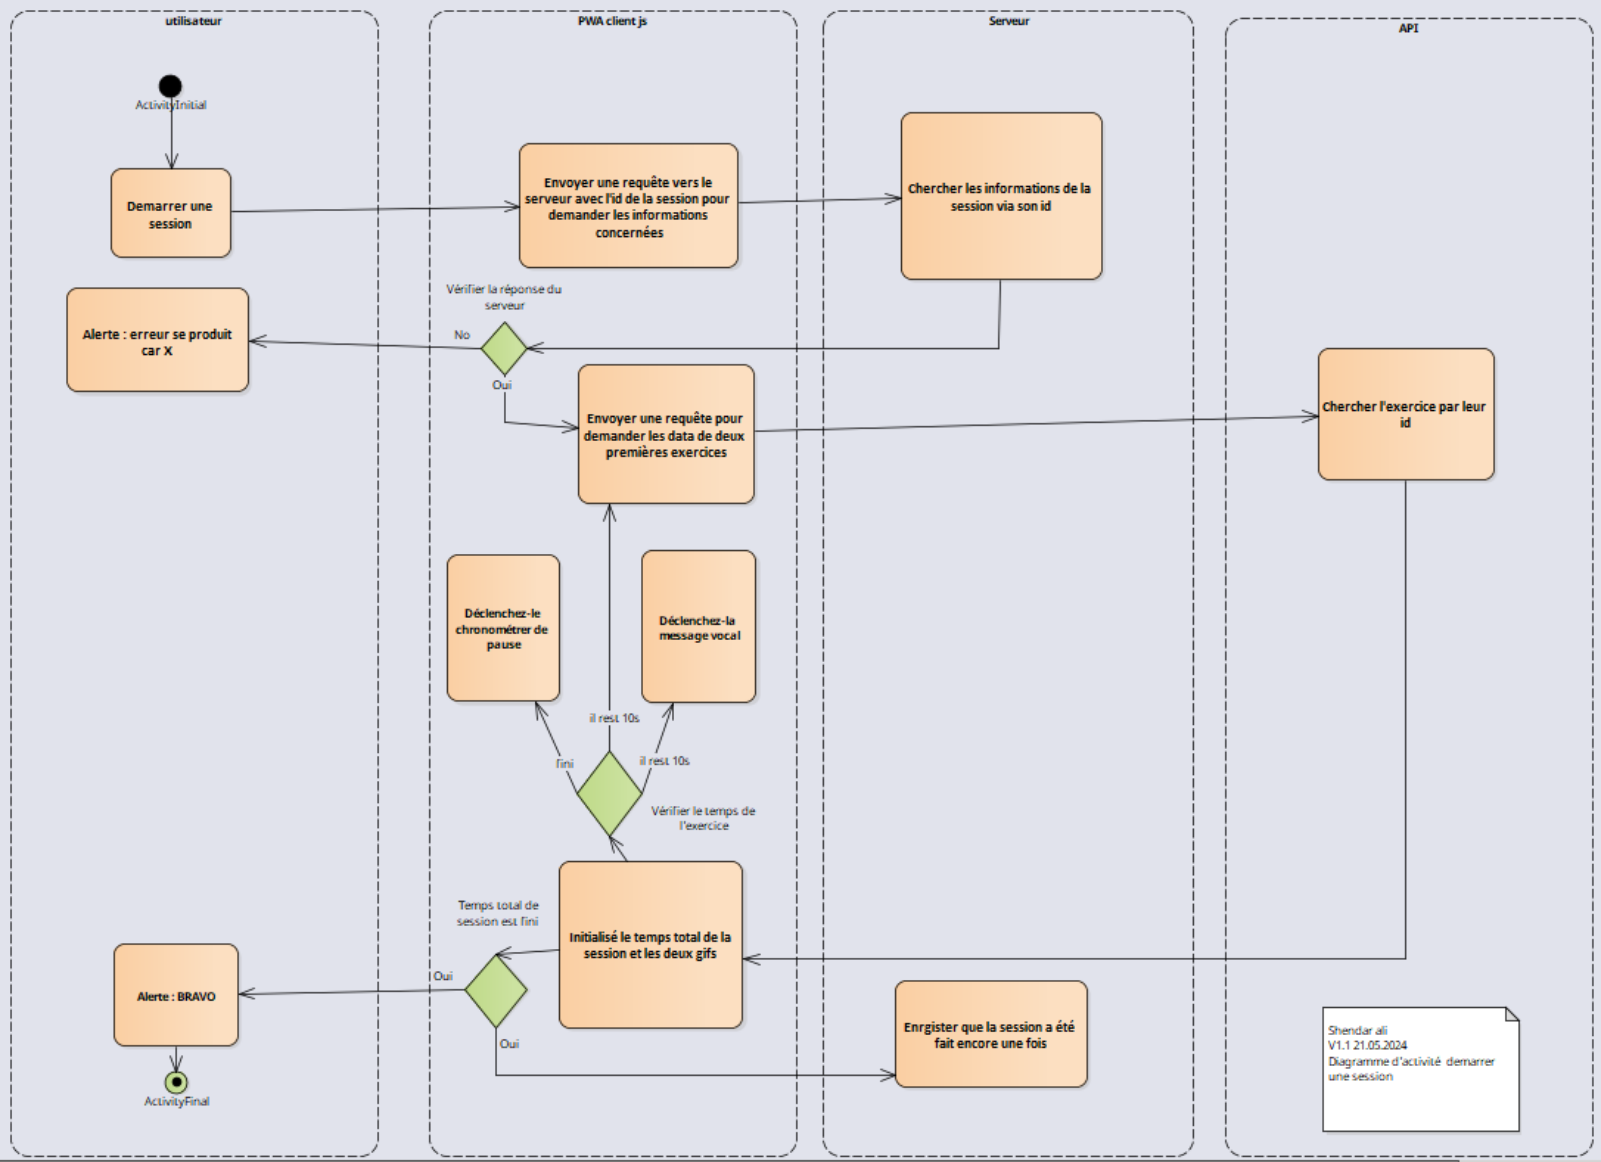 utilisateur
PWA client js
Serveur
API
ActivityInitial
Demarrer une
session
Envoyer une requête vers le
serveur avec l'id de la session pour
demander les informations
concernées
Chercher les informations de la
session via son id
Vérifier la réponse du
serveur
No
Alerte : erreur se produit
car X
Oui
Envoyer une requête pour
demander les data de deux
premières exercices
Chercher l'exercice par leur
id
Déclenchez-le
chronométrer de
pause
Déclenchez-la
message vocal
il rest 10s
fini
il rest 10s
Vérifier le temps de
l'exercice
Temps total de
session est fini
Initialisé le temps total de la
session et les deux gifs
Oui
Alerte : BRAVO
Oui
Enrgister que la session a été
fait encore une fois
ActivityFinal
Shendar ali
V1.1 21.05.2024
Diagramme d'activité demarrer
une session